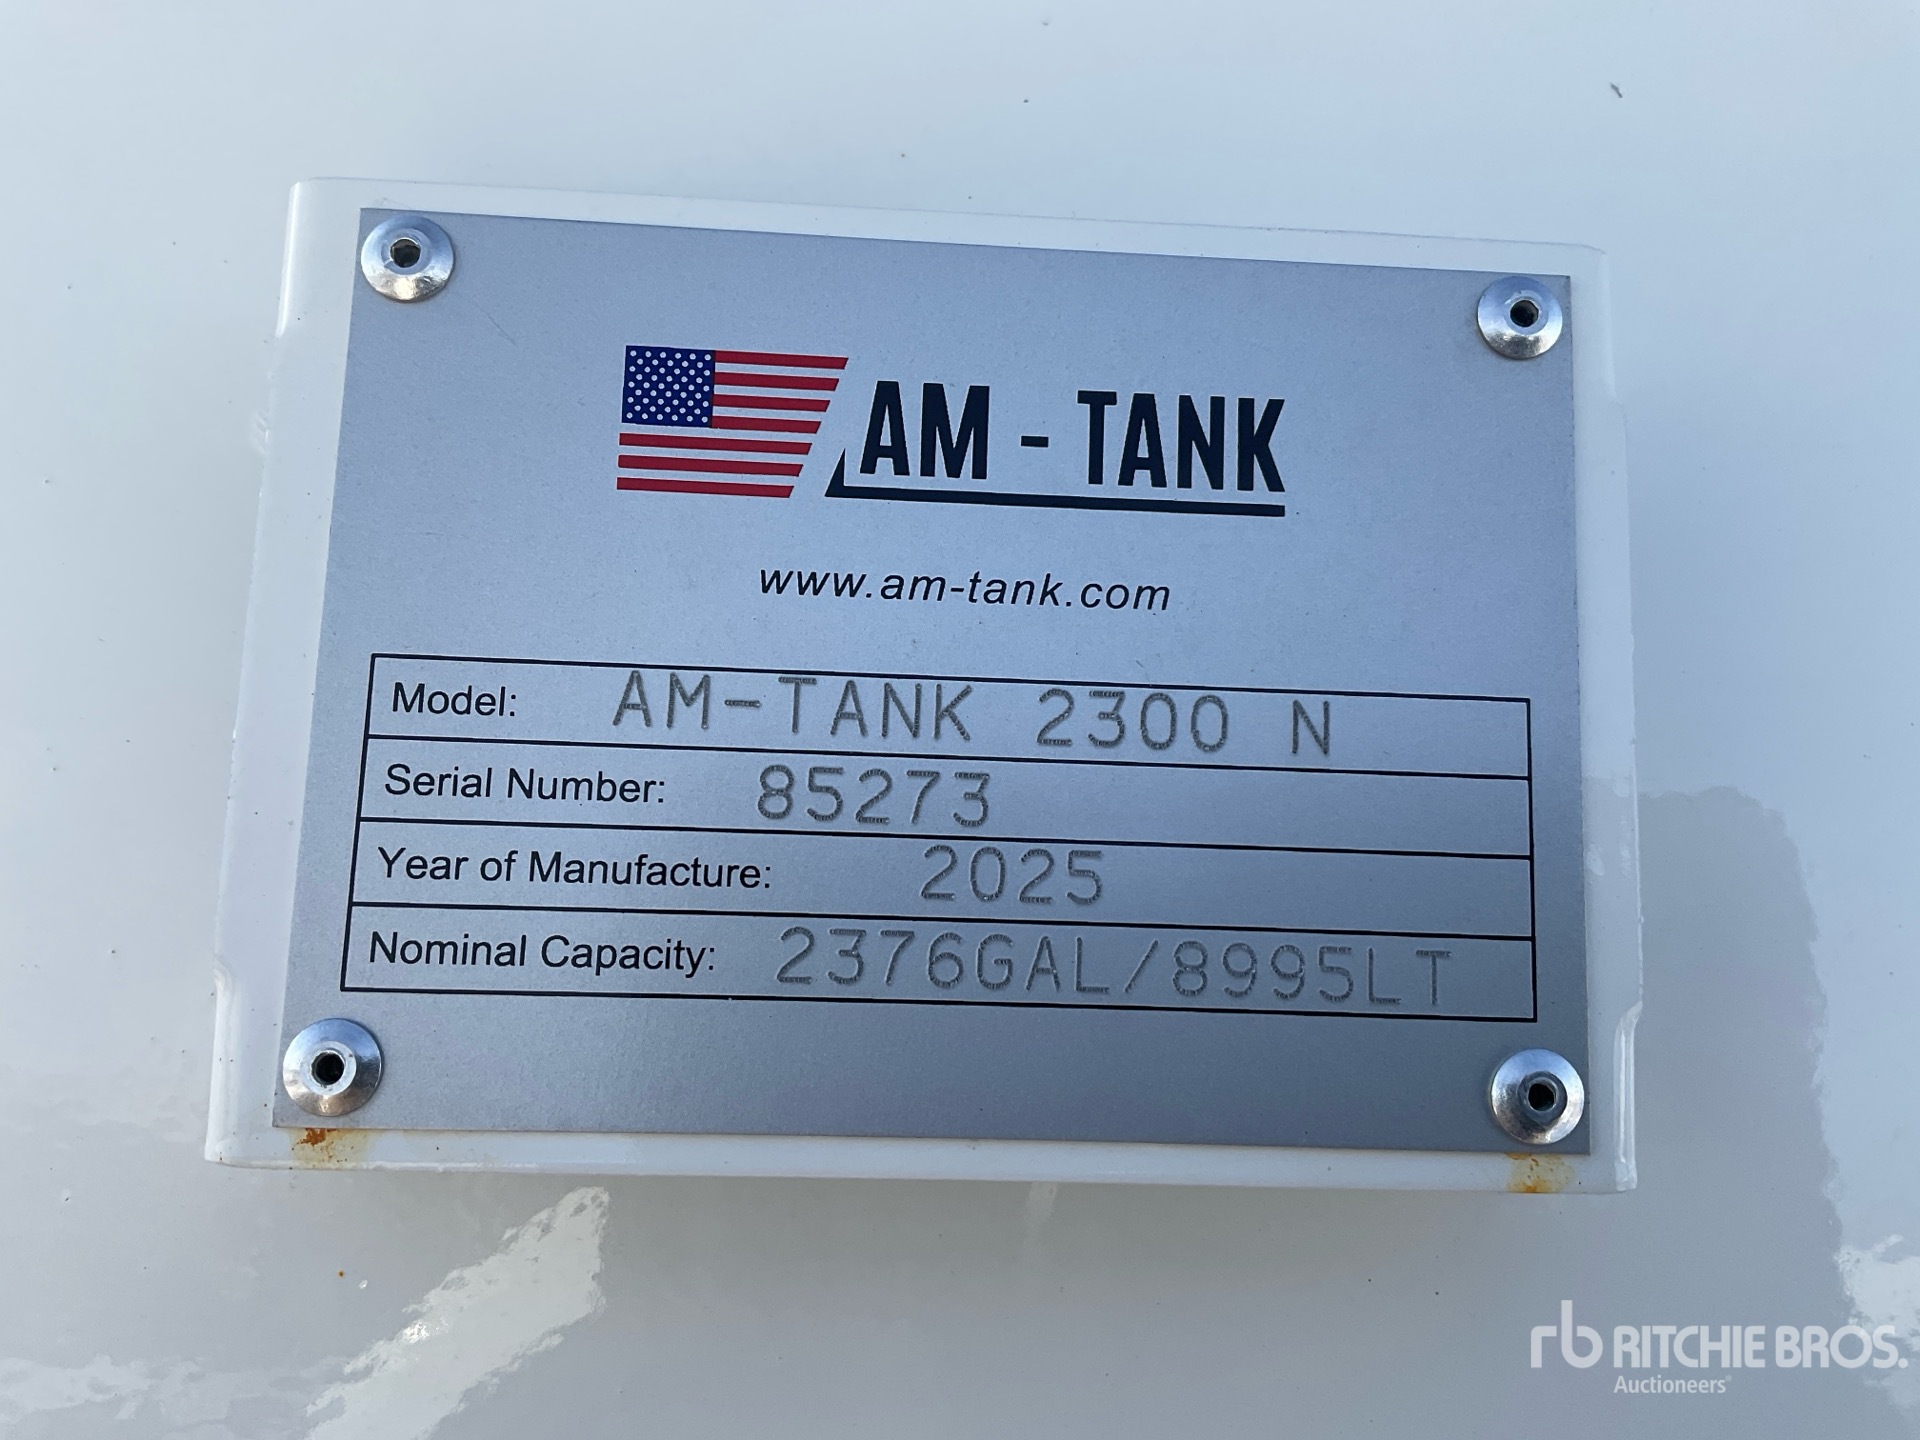 AM - TANK
www.am-tank.com
Model: AM-TANK 2300 N
Serial Number: 85273
Year of Manufacture: 2025
Nominal Capacity: 2376GAL/8995LT
rb RITCHIE BROS.
Auctioneers